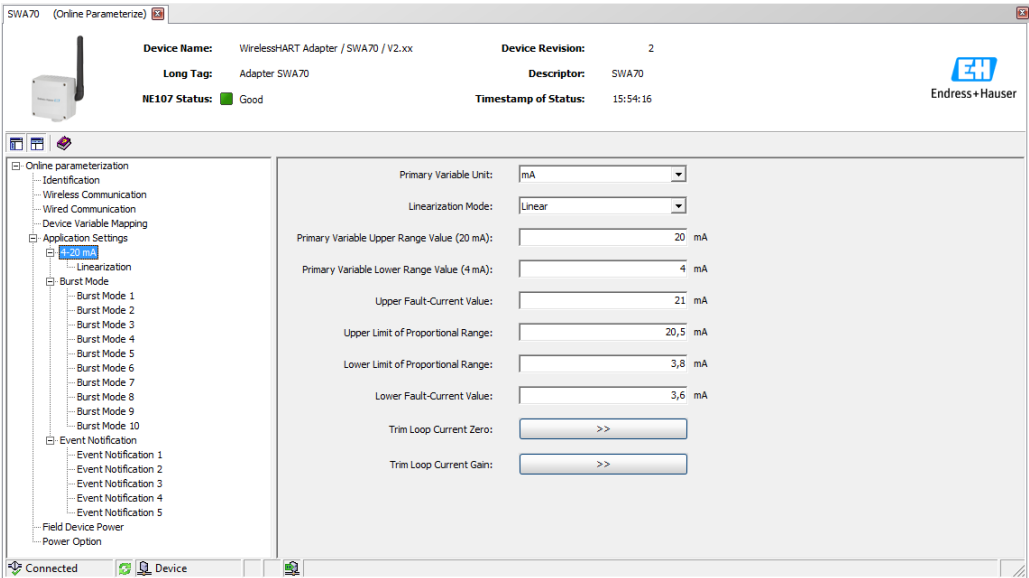 SWA70 (Online Parameterize)
Device Name: WirelessHART Adapter / SWA70 / V2.xx Device Revision: 2
Long Tag: Adapter SWA70 Descriptor: SWA70
NE107 Status: Good Timestamp of Status: 15:54:16
EH
Endress+Hauser
Online parameterization
Identification
Wireless Communication
Wired Communication
Device Variable Mapping
Application Settings
4-20 mA
Linearization
Burst Mode
Burst Mode 1
Burst Mode 2
Burst Mode 3
Burst Mode 4
Burst Mode 5
Burst Mode 6
Burst Mode 7
Burst Mode 8
Burst Mode 9
Burst Mode 10
Event Notification
Event Notification 1
Event Notification 2
Event Notification 3
Event Notification 4
Event Notification 5
Field Device Power
Power Option
Primary Variable Unit: mA
Linearization Mode: Linear
Primary Variable Upper Range Value (20 mA): 20 mA
Primary Variable Lower Range Value (4 mA): 4 mA
Upper Fault-Current Value: 21 mA
Upper Limit of Proportional Range: 20,5 mA
Lower Limit of Proportional Range: 3,8 mA
Lower Fault-Current Value: 3,6 mA
Trim Loop Current Zero: >>
Trim Loop Current Gain: >>
Connected Device